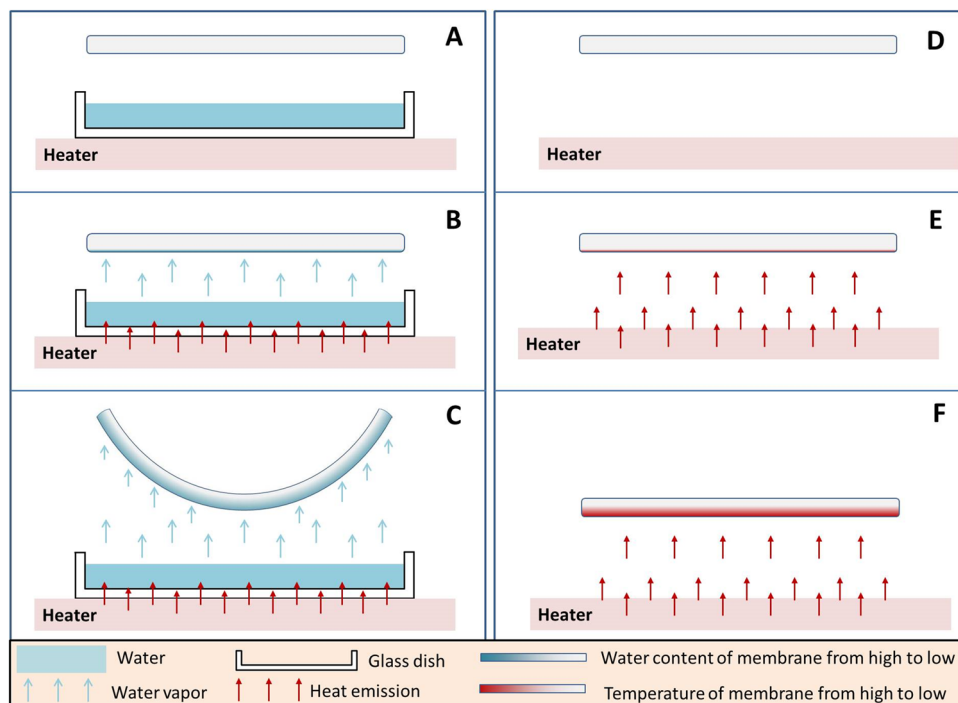 A
Heater
B
Heater
C
Heater
D
Heater
E
Heater
F
Heater
Water
Glass dish
Water content of membrane from high to low
Water vapor
Heat emission
Temperature of membrane from high to low